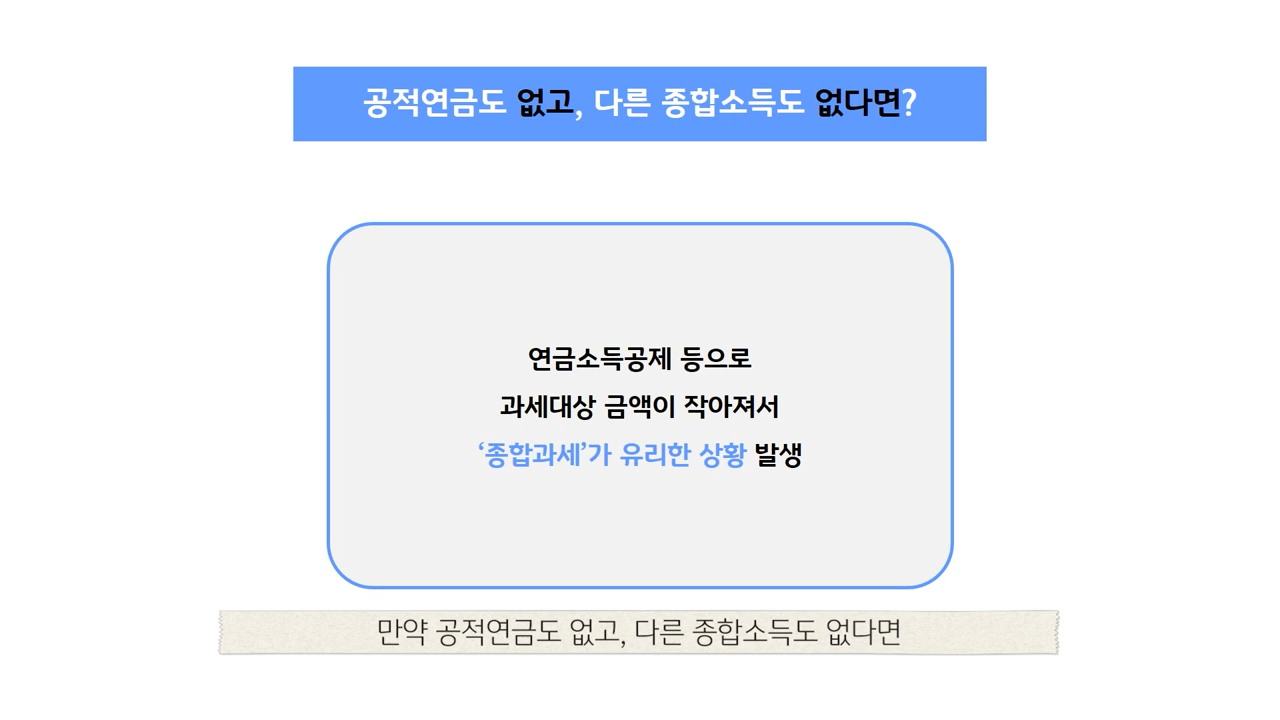 공적연금도 없고, 다른 종합소득도 없다면?
연금소득공제 등으로
과세대상 금액이 작아져서
‘종합과세’가 유리한 상황 발생
만약 공적연금도 없고, 다른 종합소득도 없다면